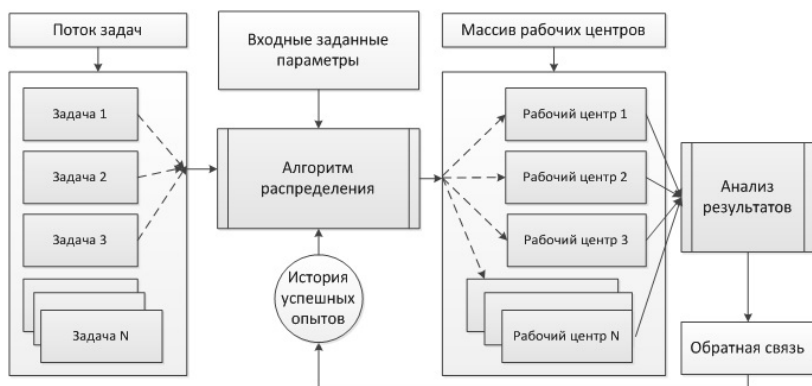 Поток задач
Входные заданные
параметры
Массив рабочих центров
Задача 1
Задача 2
Задача 3
Задача N
Алгоритм
распределения
История
успешных
опытов
Рабочий центр 1
Рабочий центр 2
Рабочий центр 3
Рабочий центр N
Анализ
результатов
Обратная связь